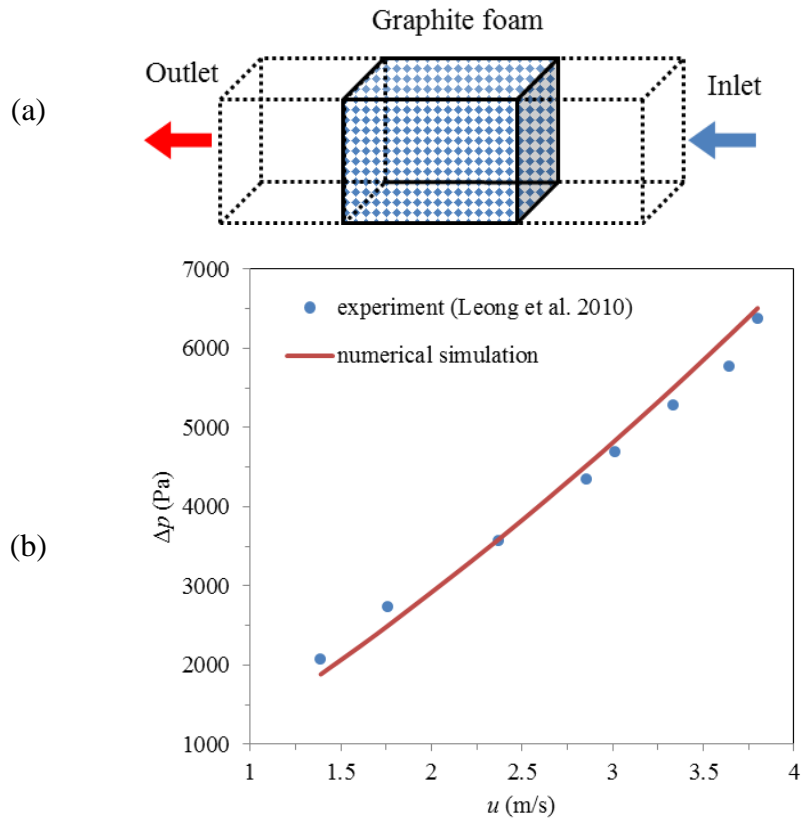 Graphite foam
Outlet
Inlet
(a)
7000
experiment (Leong et al. 2010)
6000
numerical simulation
5000
4000
Δp (Pa)
(b)
3000
2000
1000
1 1.5 2 2.5 3 3.5 4
u (m/s)